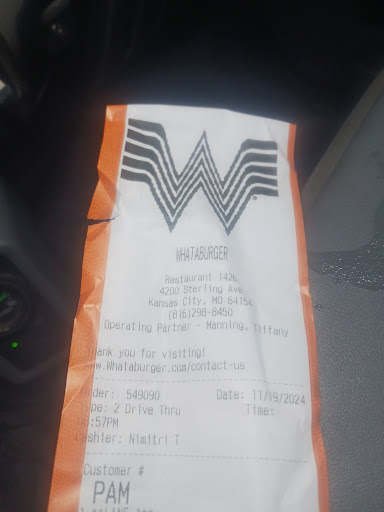 WHATABURGER
Restaurant 1426
4200 Sterling Ave
Kansas City, MO
(816)298-8450
Operating Partner - Manning, Tiffany
Thank you for visiting!
www.Whataburger.com/contact-us
Order: 549090 Date: 11/19/2024
Type: 2 Drive Thru Time:
:57PM
Cashier: Nimitri T
Customer #
PAM